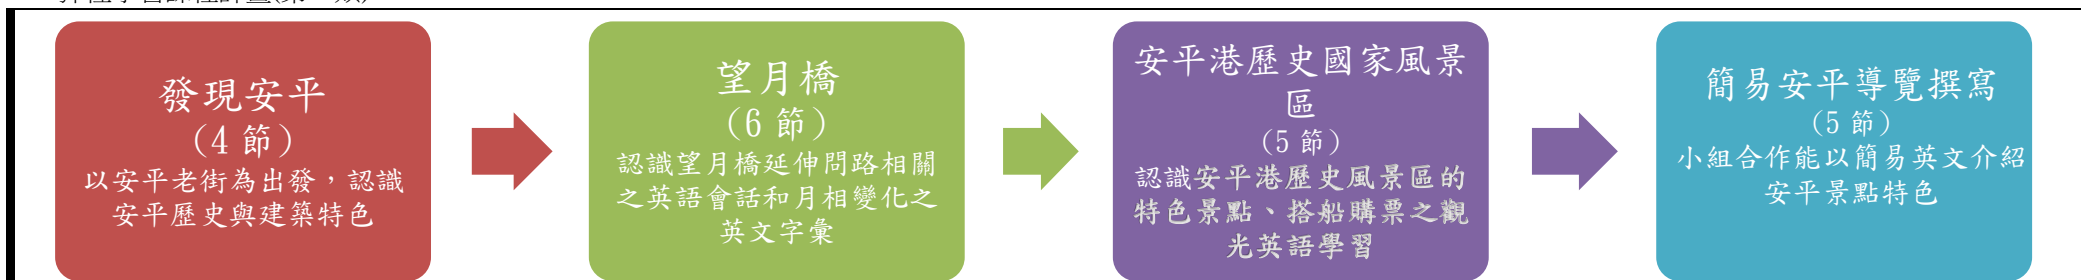 發現安平
(4 節)
以安平老街為出發，認識
安平歷史與建築特色
望月橋
(6 節)
認識望月橋延伸問路相關
之英語會話和月相變化之
英文字彙
安平港歷史國家風景
區
(5 節)
認識安平港歷史風景區的
特色景點、搭船購票之觀
光英語學習
簡易安平導覽撰寫
(5 節)
小組合作能以簡易英文介紹
安平景點特色